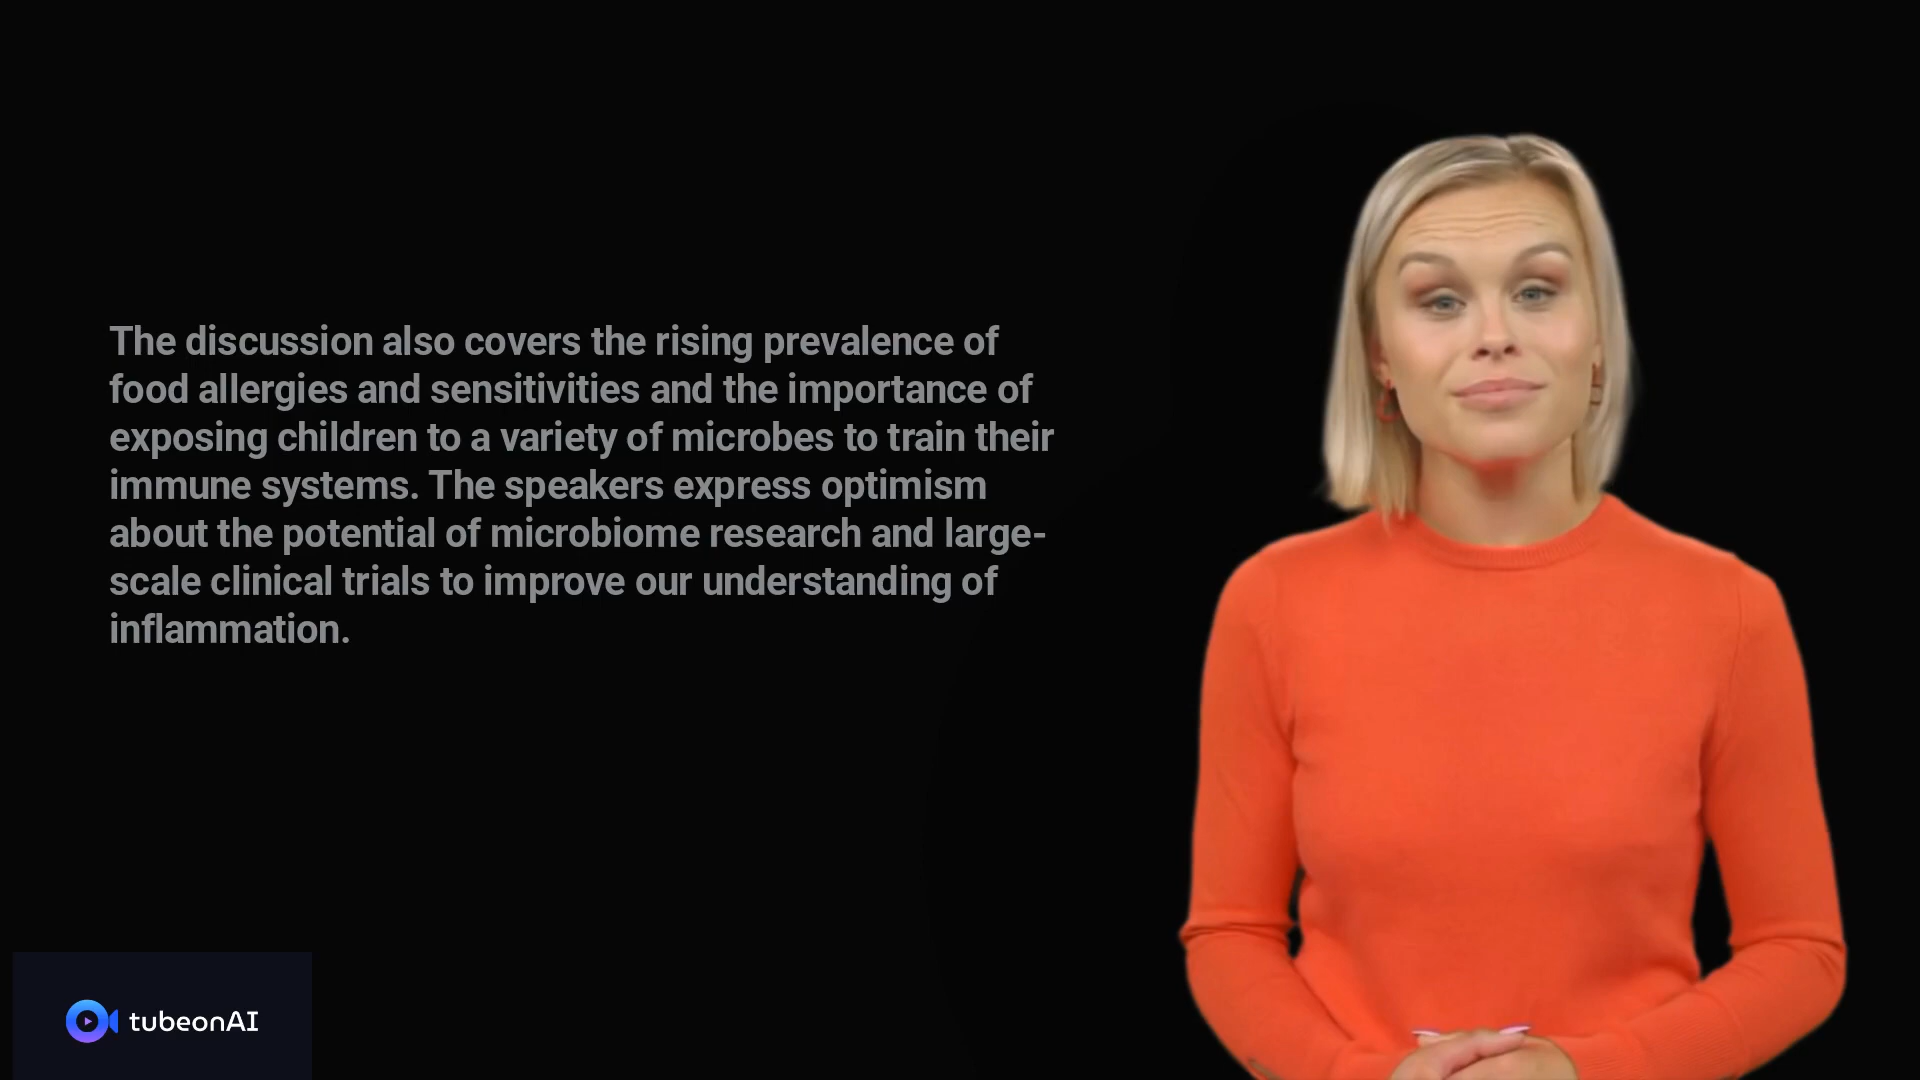 The discussion also covers the rising prevalence of
food allergies and sensitivities and the importance of
exposing children to a variety of microbes to train their
immune systems. The speakers express optimism
about the potential of microbiome research and large-
scale clinical trials to improve our understanding of
inflammation.
tubeonAI